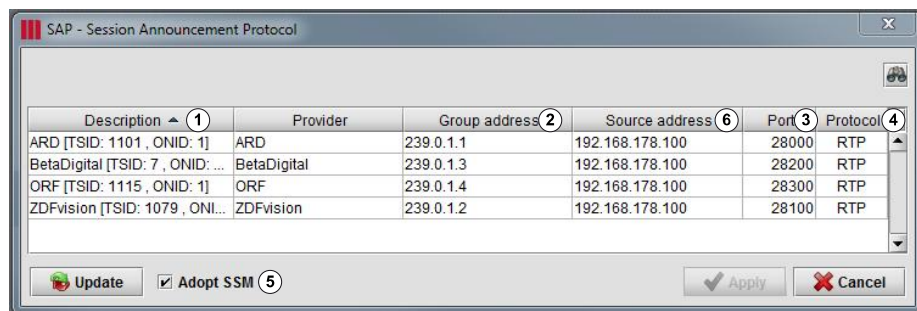 SAP - Session Announcement Protocol
Description 1 Provider Group address 2 Source address 6 Port 3 Protocol 4
ARD [TSID: 1101 , ONID: 1] ARD 239.0.1.1 192.168.178.100 28000 RTP
BetaDigital [TSID: 7 , ONID: ... BetaDigital 239.0.1.3 192.168.178.100 28200 RTP
ORF [TSID: 1115 , ONID: 1] ORF 239.0.1.4 192.168.178.100 28300 RTP
ZDFvision [TSID: 1079 , ONI... ZDFvision 239.0.1.2 192.168.178.100 28100 RTP
Update Adopt SSM 5 Apply Cancel